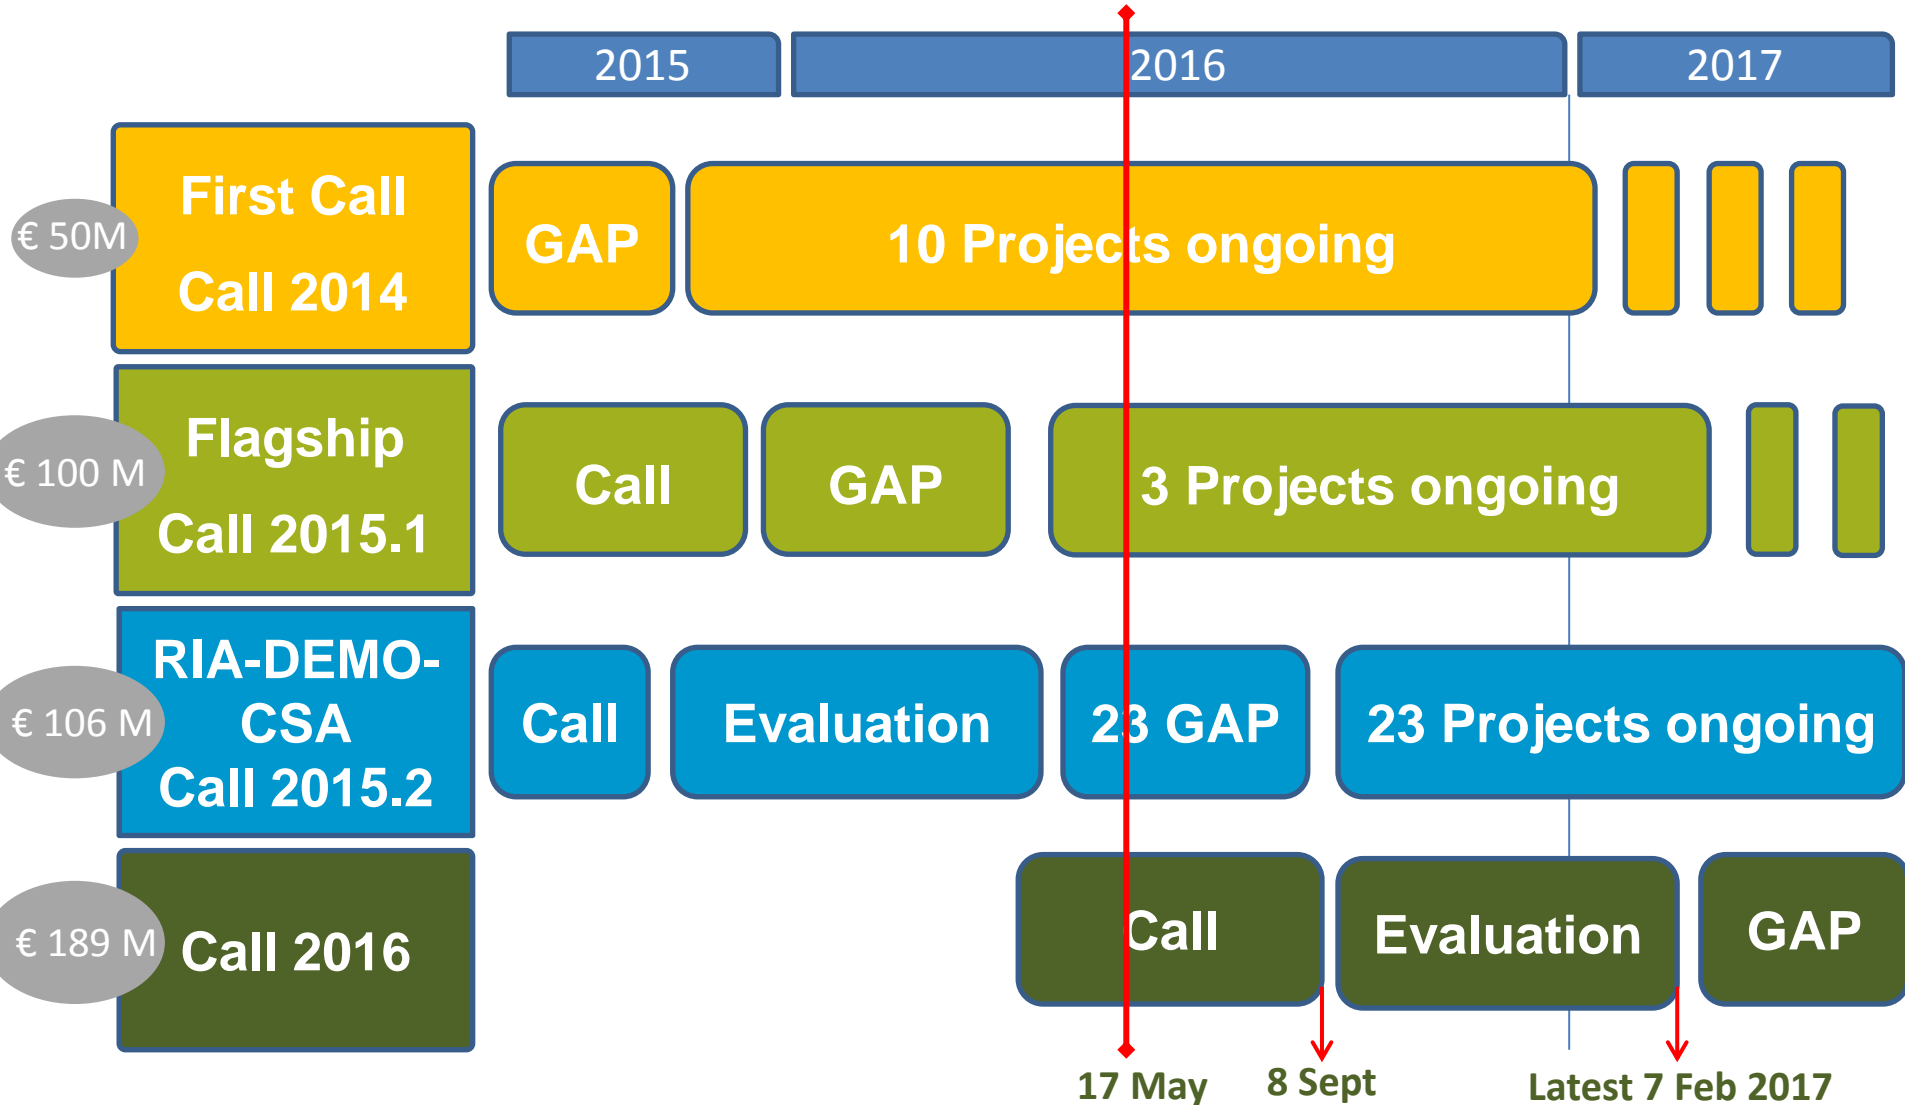 2015
2016
2017
€ 50M
First Call
Call 2014
GAP
10 Projects ongoing
€ 100 M
Flagship
Call 2015.1
Call
GAP
3 Projects ongoing
€ 106 M
RIA-DEMO-
CSA
Call 2015.2
Call
Evaluation
23 GAP
23 Projects ongoing
€ 189 M
Call 2016
Call
Evaluation
GAP
17 May
8 Sept
Latest 7 Feb 2017